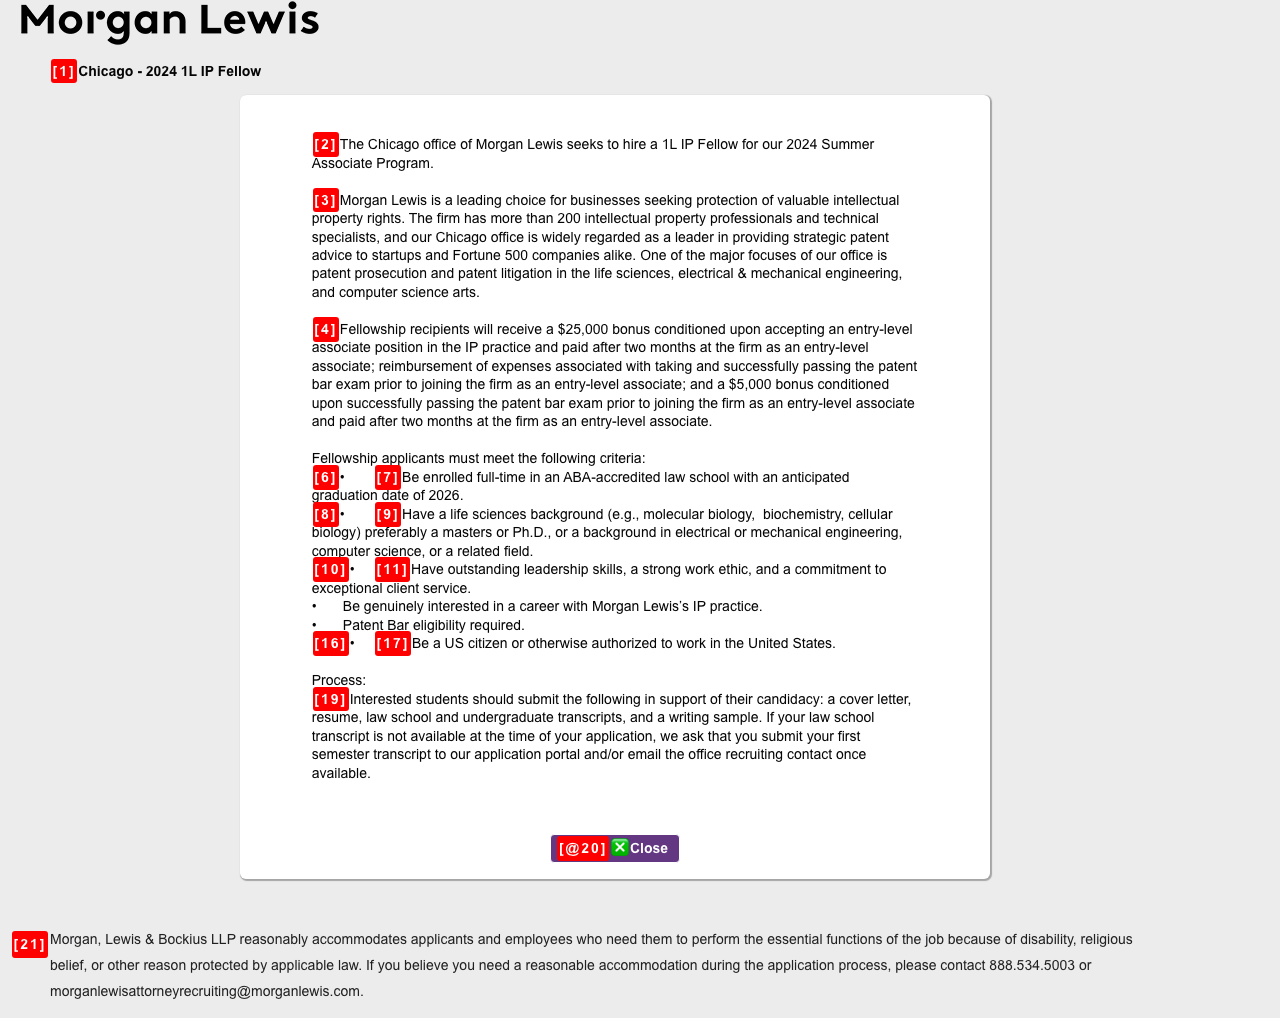 Morgan Lewis
[1] Chicago - 2024 1L IP Fellow
[2] The Chicago office of Morgan Lewis seeks to hire a 1L IP Fellow for our 2024 Summer
Associate Program.
[3] Morgan Lewis is a leading choice for businesses seeking protection of valuable intellectual
property rights. The firm has more than 200 intellectual property professionals and technical
specialists, and our Chicago office is widely regarded as a leader in providing strategic patent
advice to startups and Fortune 500 companies alike. One of the major focuses of our office is
patent prosecution and patent litigation in the life sciences, electrical & mechanical engineering,
and computer science arts.
[4] Fellowship recipients will receive a $25,000 bonus conditioned upon accepting an entry-level
associate position in the IP practice and paid after two months at the firm as an entry-level
associate; reimbursement of expenses associated with taking and successfully passing the patent
bar exam prior to joining the firm as an entry-level associate; and a $5,000 bonus conditioned
upon successfully passing the patent bar exam prior to joining the firm as an entry-level associate
and paid after two months at the firm as an entry-level associate.
Fellowship applicants must meet the following criteria:
[6] • [7] Be enrolled full-time in an ABA-accredited law school with an anticipated
graduation date of 2026.
[8] • [9] Have a life sciences background (e.g., molecular biology, biochemistry, cellular
biology) preferably a masters or Ph.D., or a background in electrical or mechanical engineering,
computer science, or a related field.
[10] • [11] Have outstanding leadership skills, a strong work ethic, and a commitment to
exceptional client service.
• Be genuinely interested in a career with Morgan Lewis's IP practice.
• Patent Bar eligibility required.
[16] • [17] Be a US citizen or otherwise authorized to work in the United States.
Process:
[19] Interested students should submit the following in support of their candidacy: a cover letter,
resume, law school and undergraduate transcripts, and a writing sample. If your law school
transcript is not available at the time of your application, we ask that you submit your first
semester transcript to our application portal and/or email the office recruiting contact once
available.
[@20] Close
[21] Morgan, Lewis & Bockius LLP reasonably accommodates applicants and employees who need them to perform the essential functions of the job because of disability, religious
belief, or other reason protected by applicable law. If you believe you need a reasonable accommodation during the application process, please contact 888.534.5003 or
morganlewisattorneyrecruiting@morganlewis.com.